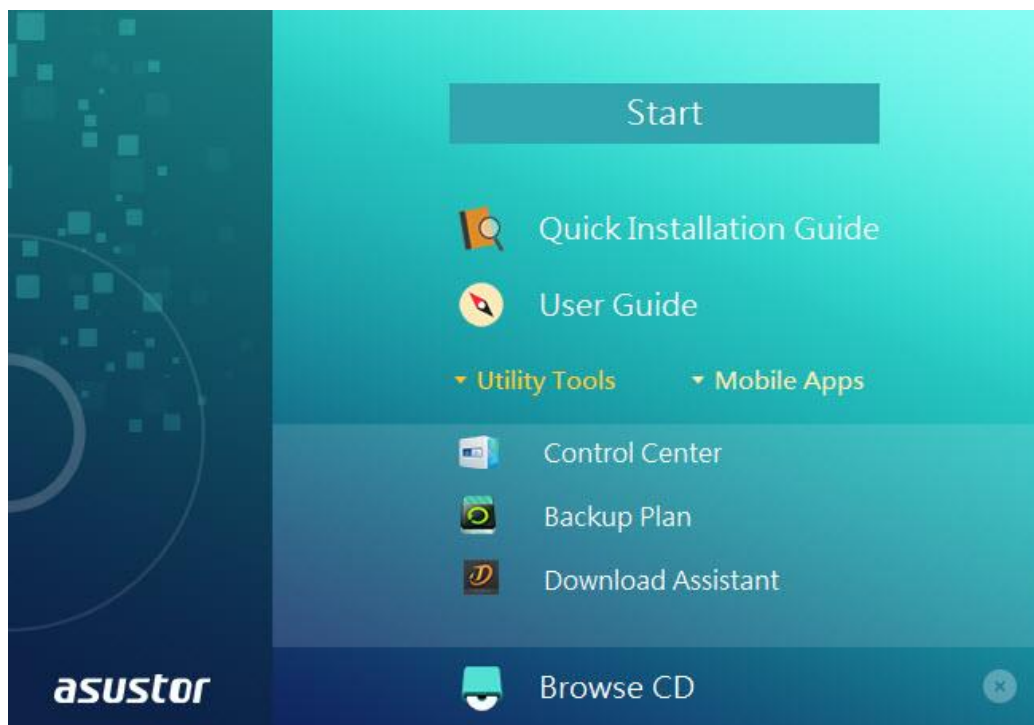 Start
Quick Installation Guide
User Guide
Utility Tools
Mobile Apps
Control Center
Backup Plan
Download Assistant
asustor
Browse CD